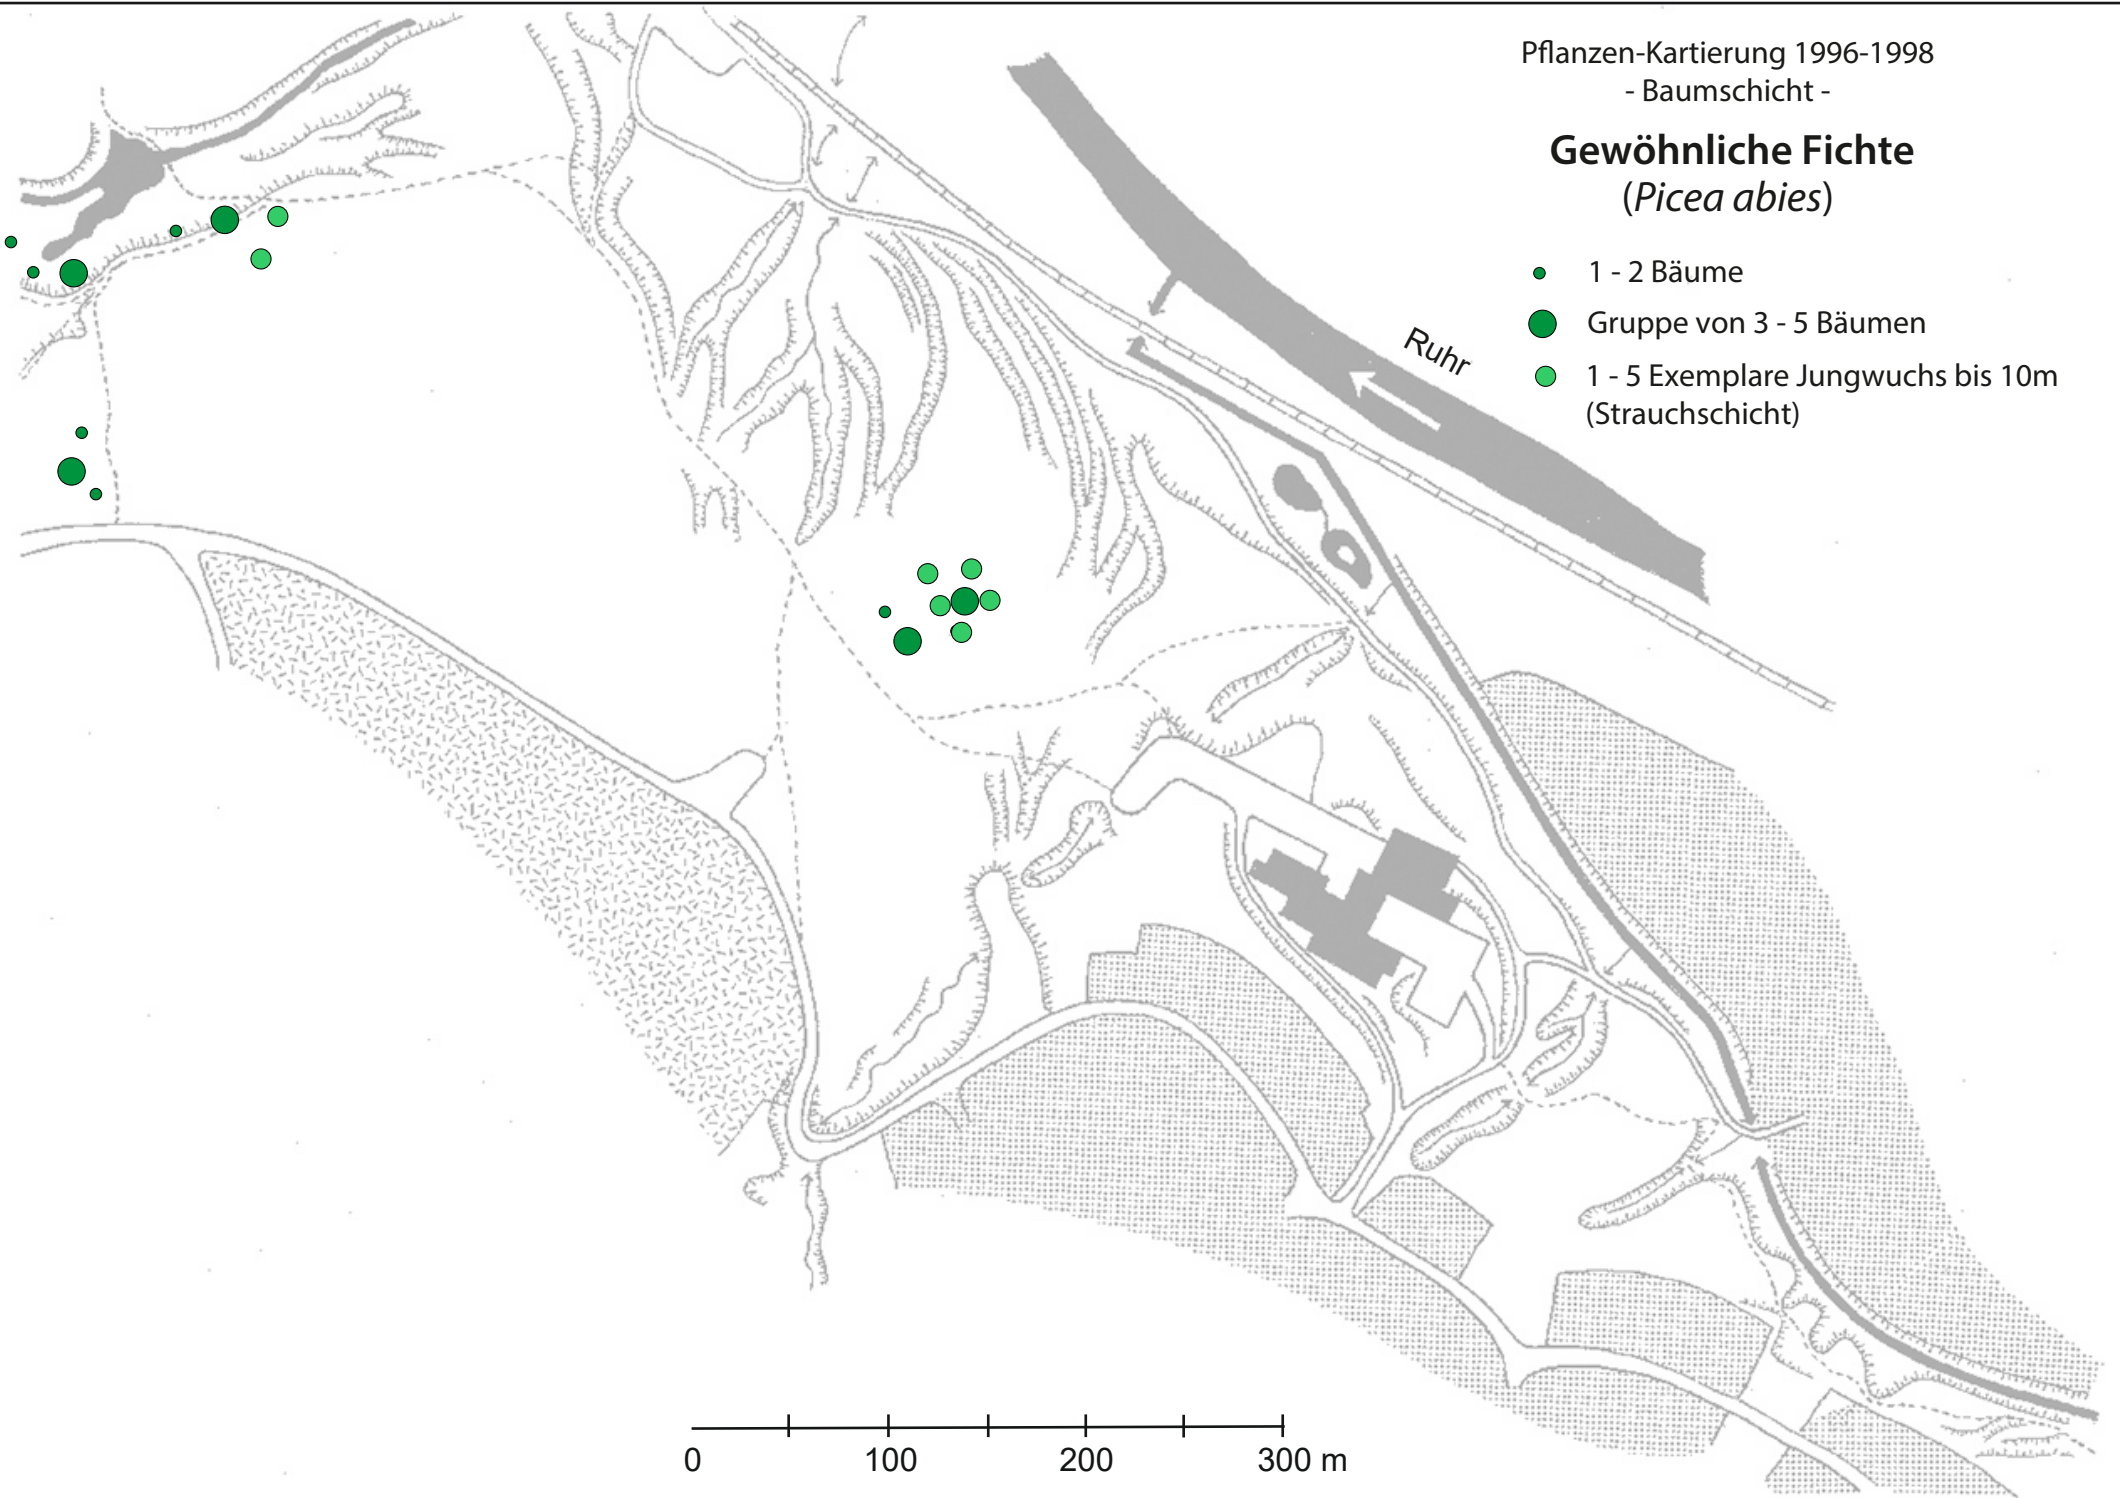 Pflanzen-Kartierung 1996-1998
- Baumschicht -
Gewöhnliche Fichte
(Picea abies)
1 - 2 Bäume
Gruppe von 3 - 5 Bäumen
1 - 5 Exemplare Jungwuchs bis 10m
(Strauchschicht)
Ruhr
0 100 200 300 m